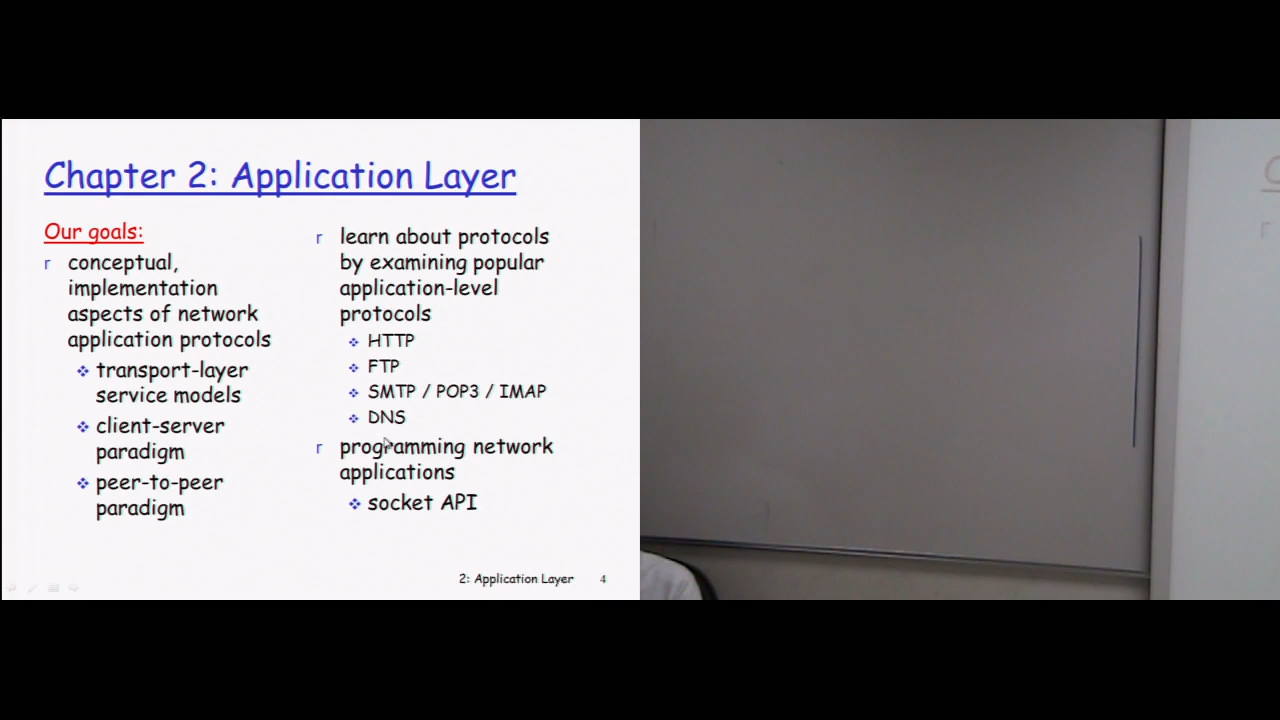 Chapter 2: Application Layer
Our goals:
r conceptual,
implementation
aspects of network
application protocols
❖ transport-layer
service models
❖ client-server
paradigm
❖ peer-to-peer
paradigm
r learn about protocols
by examining popular
application-level
protocols
❖ HTTP
❖ FTP
❖ SMTP / POP3 / IMAP
❖ DNS
r programming network
applications
❖ socket API
2: Application Layer 4